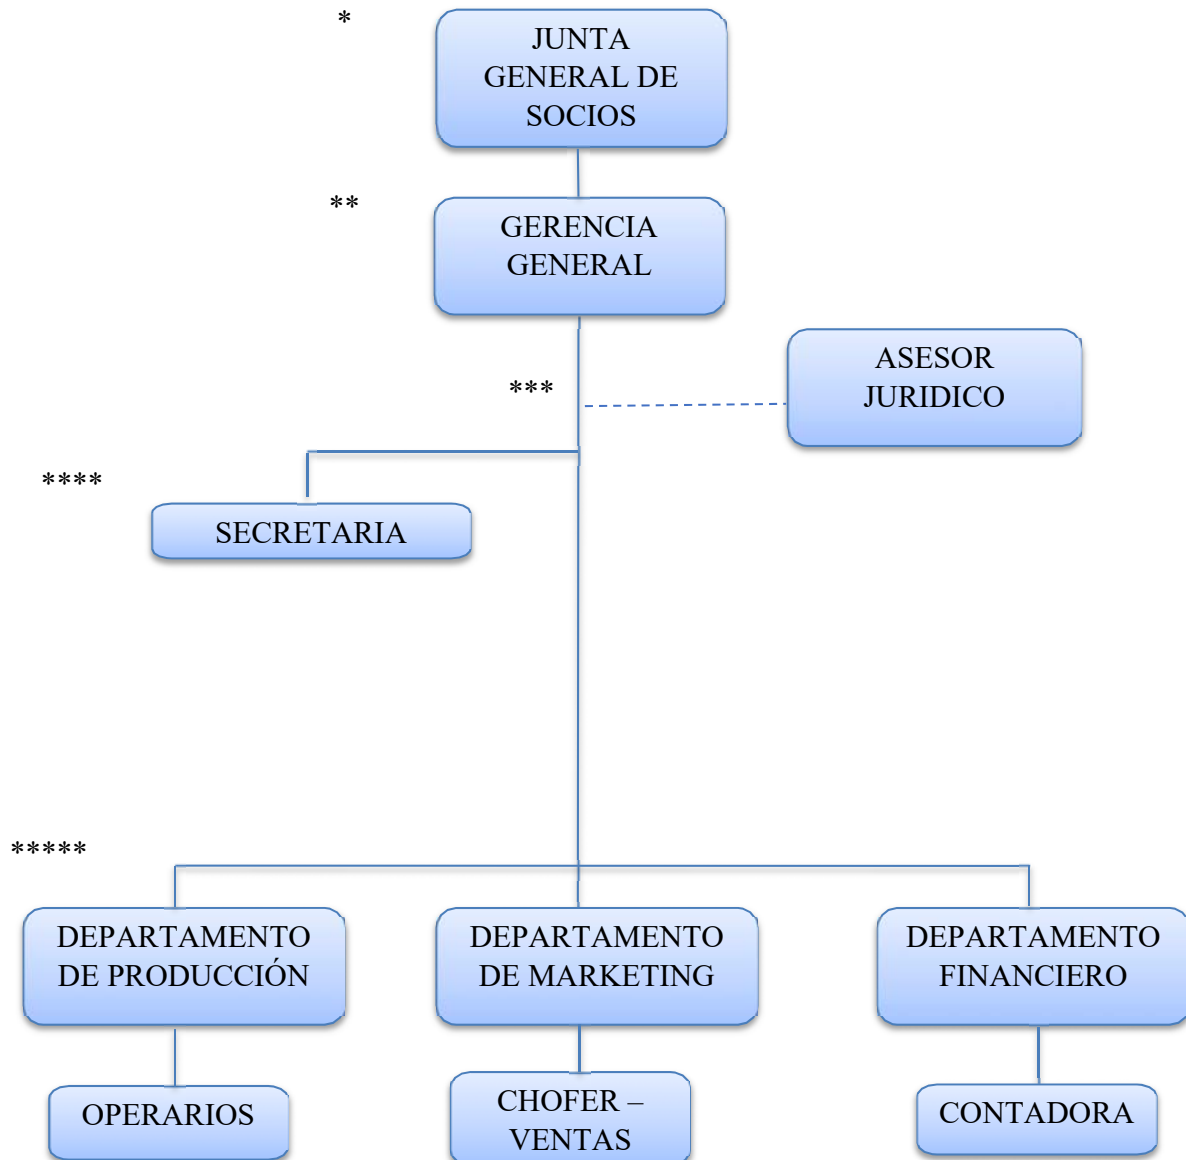 *
JUNTA
GENERAL DE
SOCIOS
**
GERENCIA
GENERAL
ASESOR
JURIDICO
***
****
SECRETARIA
*****
DEPARTAMENTO
DE PRODUCCIÓN
DEPARTAMENTO
DE MARKETING
DEPARTAMENTO
FINANCIERO
OPERARIOS
CHOFER –
VENTAS
CONTADORA